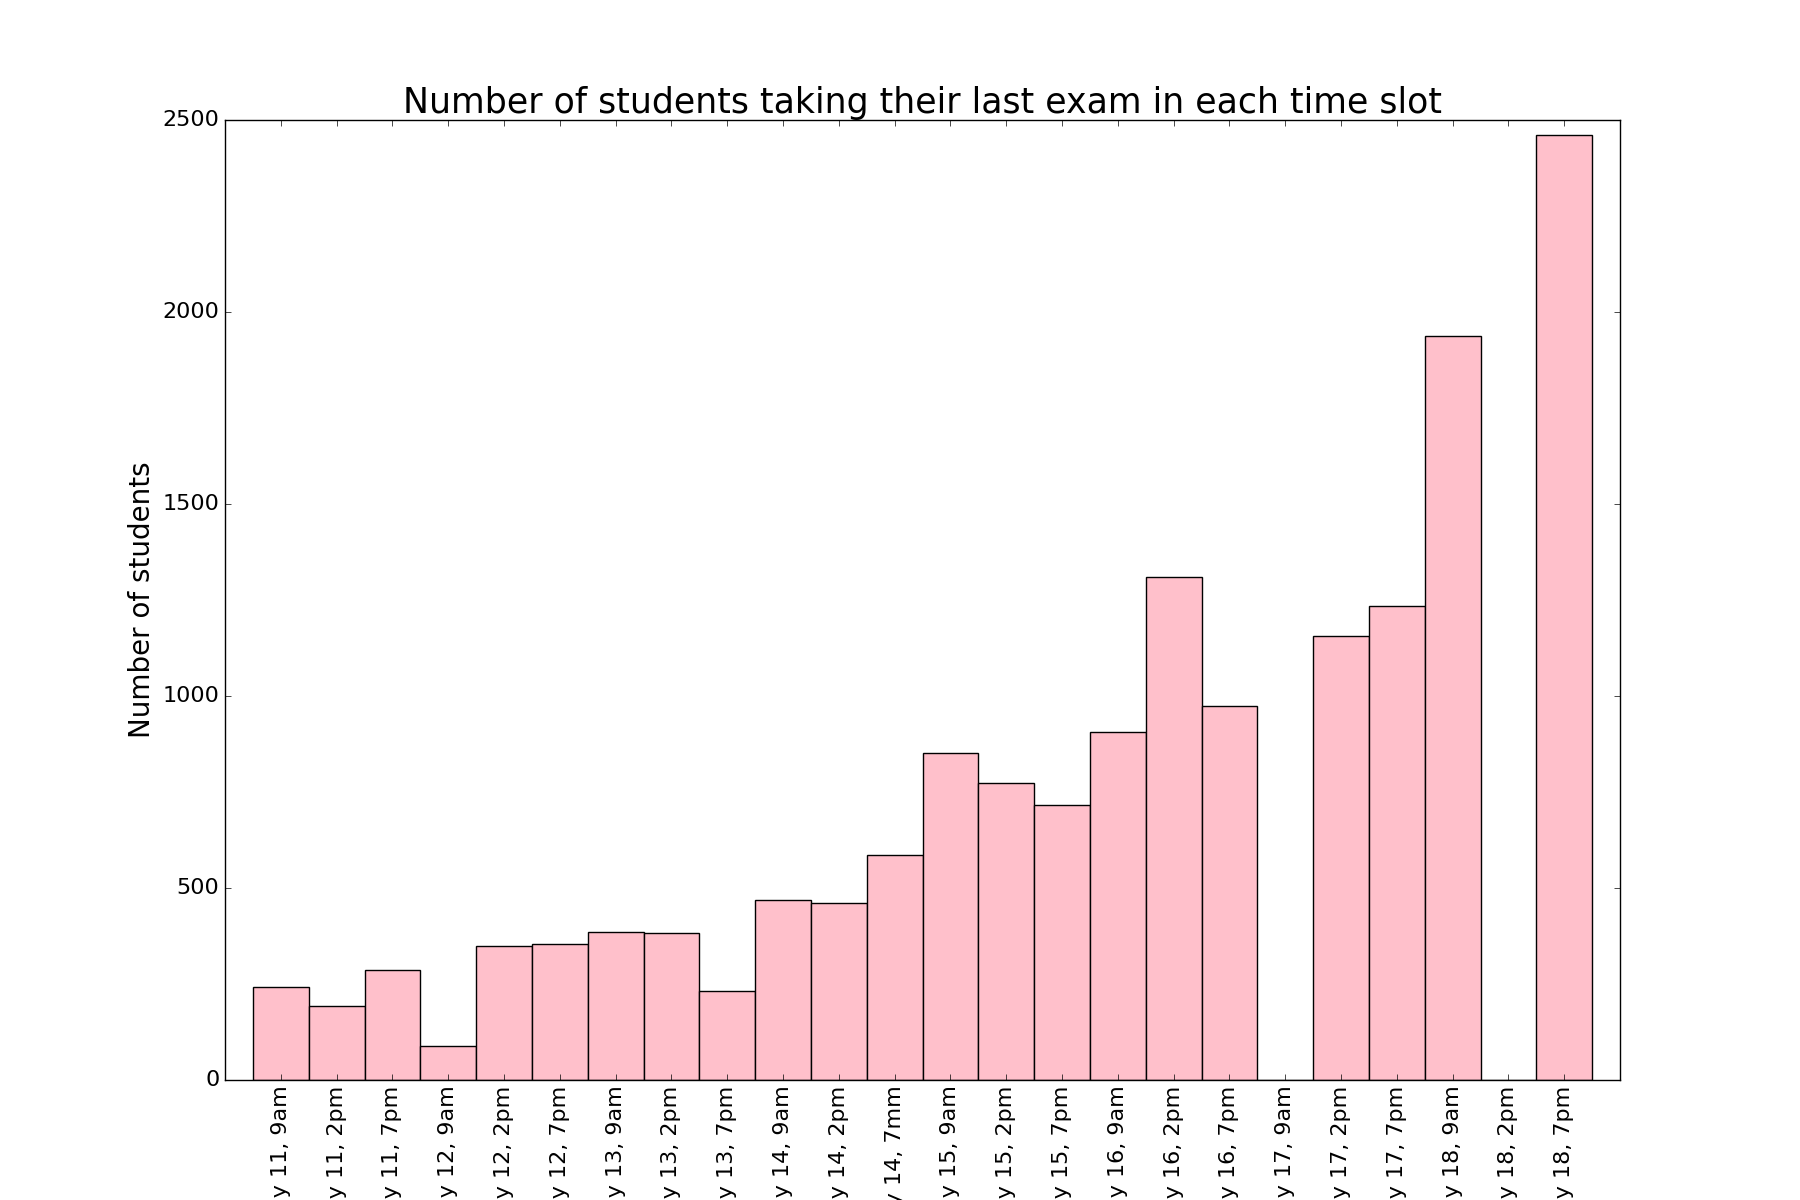 Number of students taking their last exam in each time slot
Number of students
2500
2000
1500
1000
500
0
y 11, 9am
y 11, 2pm
y 11, 7pm
y 12, 9am
y 12, 2pm
y 12, 7pm
y 13, 9am
y 13, 2pm
y 13, 7pm
y 14, 9am
y 14, 2pm
y 14, 7mm
y 15, 9am
y 15, 2pm
y 15, 7pm
y 16, 9am
y 16, 2pm
y 16, 7pm
y 17, 9am
y 17, 2pm
y 17, 7pm
y 18, 9am
y 18, 2pm
y 18, 7pm